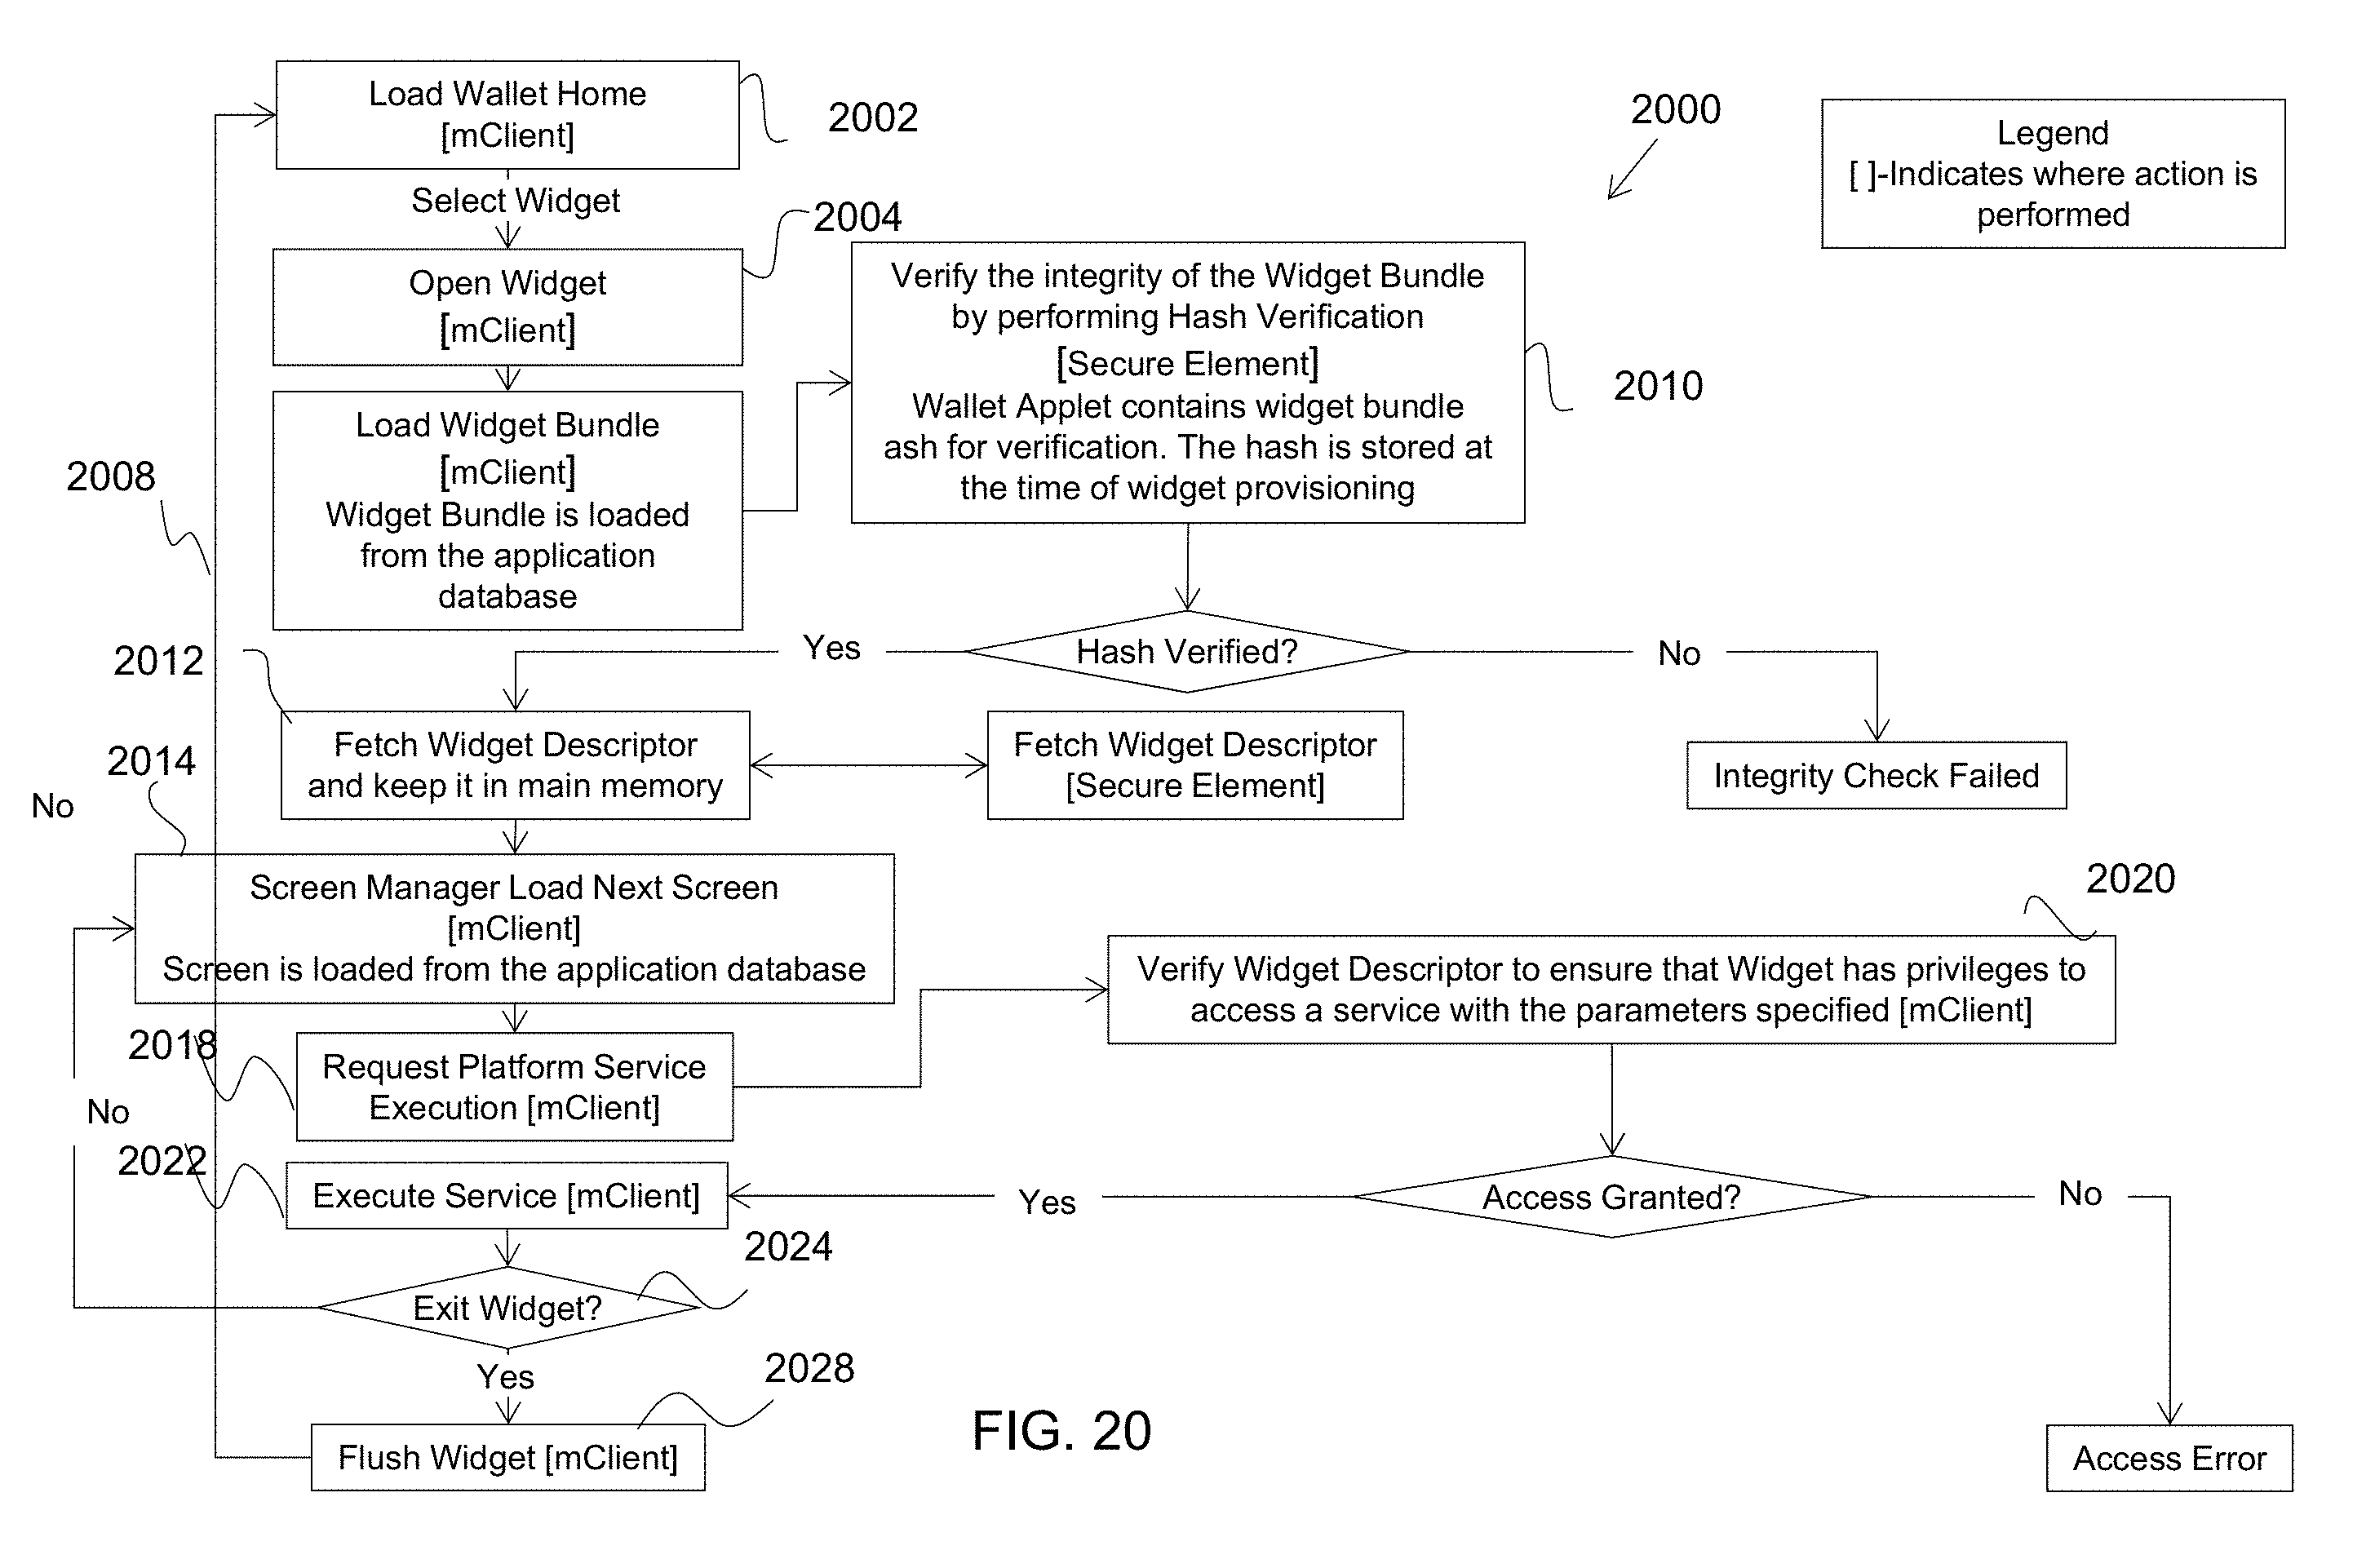 Load Wallet Home
[mClient]
2002
2000
Legend
[ ]-Indicates where action is
performed
Select Widget
2004
Open Widget
[mClient]
Verify the integrity of the Widget Bundle
by performing Hash Verification
[Secure Element]
Wallet Applet contains widget bundle
ash for verification. The hash is stored at
the time of widget provisioning
2010
Load Widget Bundle
[mClient]
Widget Bundle is loaded
from the application
database
2008
Yes
Hash Verified?
No
2012
Fetch Widget Descriptor
and keep it in main memory
Fetch Widget Descriptor
[Secure Element]
Integrity Check Failed
2014
No
Screen Manager Load Next Screen
[mClient]
Screen is loaded from the application database
2020
Verify Widget Descriptor to ensure that Widget has privileges to
access a service with the parameters specified [mClient]
2018
Request Platform Service
Execution [mClient]
No
2022
Execute Service [mClient]
Yes
Access Granted?
No
2024
Exit Widget?
Yes
2028
Flush Widget [mClient]
FIG. 20
Access Error